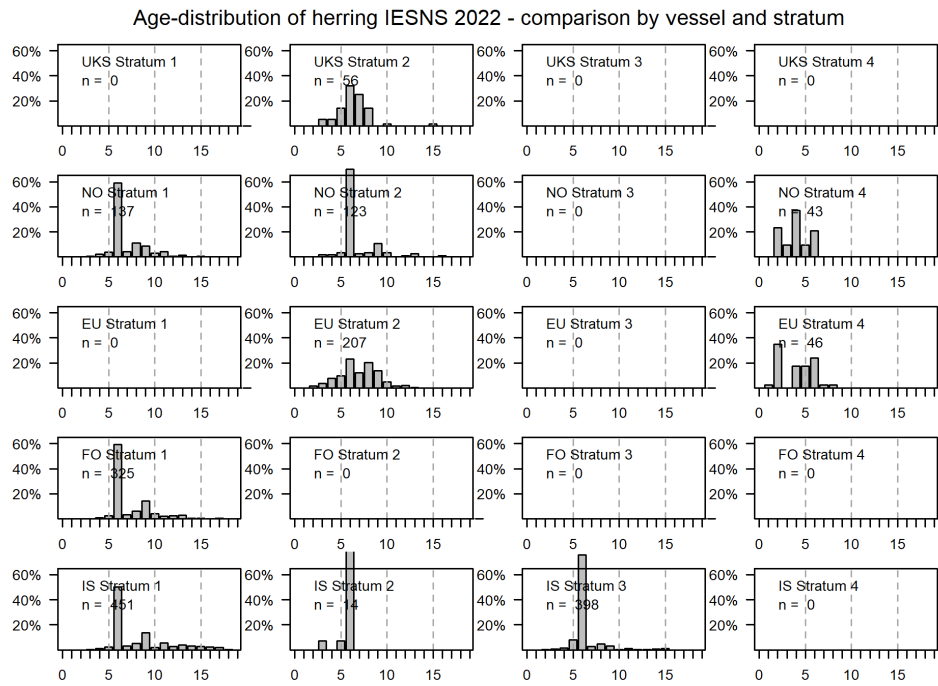 Age-distribution of herring IESNS 2022 - comparison by vessel and stratum
60%
40%
20%
UKS Stratum 1
n = 0
0 5 10 15
60%
40%
20%
UKS Stratum 2
n = 56
0 5 10 15
60%
40%
20%
UKS Stratum 3
n = 0
0 5 10 15
60%
40%
20%
UKS Stratum 4
n = 0
0 5 10 15
60%
40%
20%
NO Stratum 1
n = 137
0 5 10 15
60%
40%
20%
NO Stratum 2
n = 123
0 5 10 15
60%
40%
20%
NO Stratum 3
n = 0
0 5 10 15
60%
40%
20%
NO Stratum 4
n = 43
0 5 10 15
60%
40%
20%
EU Stratum 1
n = 0
0 5 10 15
60%
40%
20%
EU Stratum 2
n = 207
0 5 10 15
60%
40%
20%
EU Stratum 3
n = 0
0 5 10 15
60%
40%
20%
EU Stratum 4
n = 46
0 5 10 15
60%
40%
20%
FO Stratum 1
n = 325
0 5 10 15
60%
40%
20%
FO Stratum 2
n = 0
0 5 10 15
60%
40%
20%
FO Stratum 3
n = 0
0 5 10 15
60%
40%
20%
FO Stratum 4
n = 0
0 5 10 15
60%
40%
20%
IS Stratum 1
n = 451
0 5 10 15
60%
40%
20%
IS Stratum 2
n = 14
0 5 10 15
60%
40%
20%
IS Stratum 3
n = 398
0 5 10 15
60%
40%
20%
IS Stratum 4
n = 0
0 5 10 15